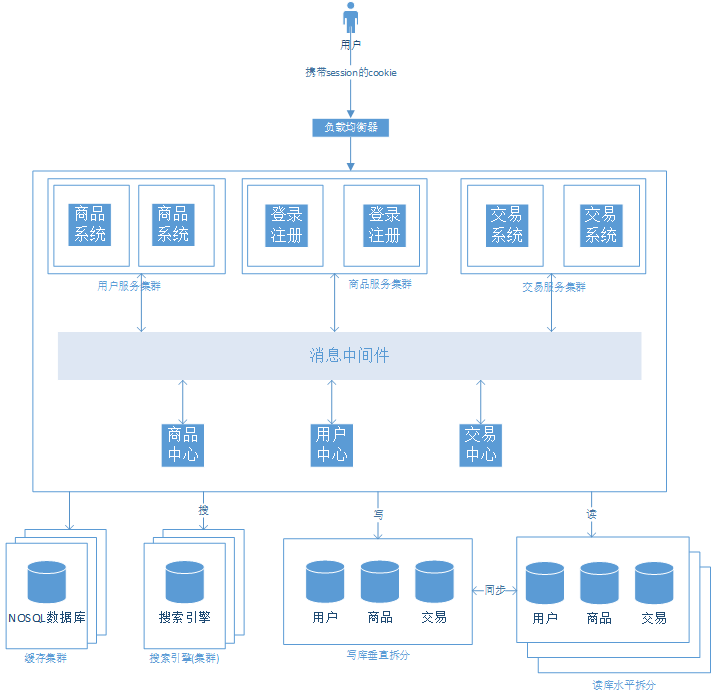 用户
携带session的cookie
负载均衡器
商品
系统
商品
系统
登录
注册
登录
注册
交易
系统
交易
系统
用户服务集群
商品服务集群
交易服务集群
消息中间件
商品
中心
用户
中心
交易
中心
搜
写
读
NOSQL数据库
搜索引擎
用户
商品
交易
同步
用户
商品
交易
缓存集群
搜索引擎(集群)
写库垂直拆分
读库水平拆分